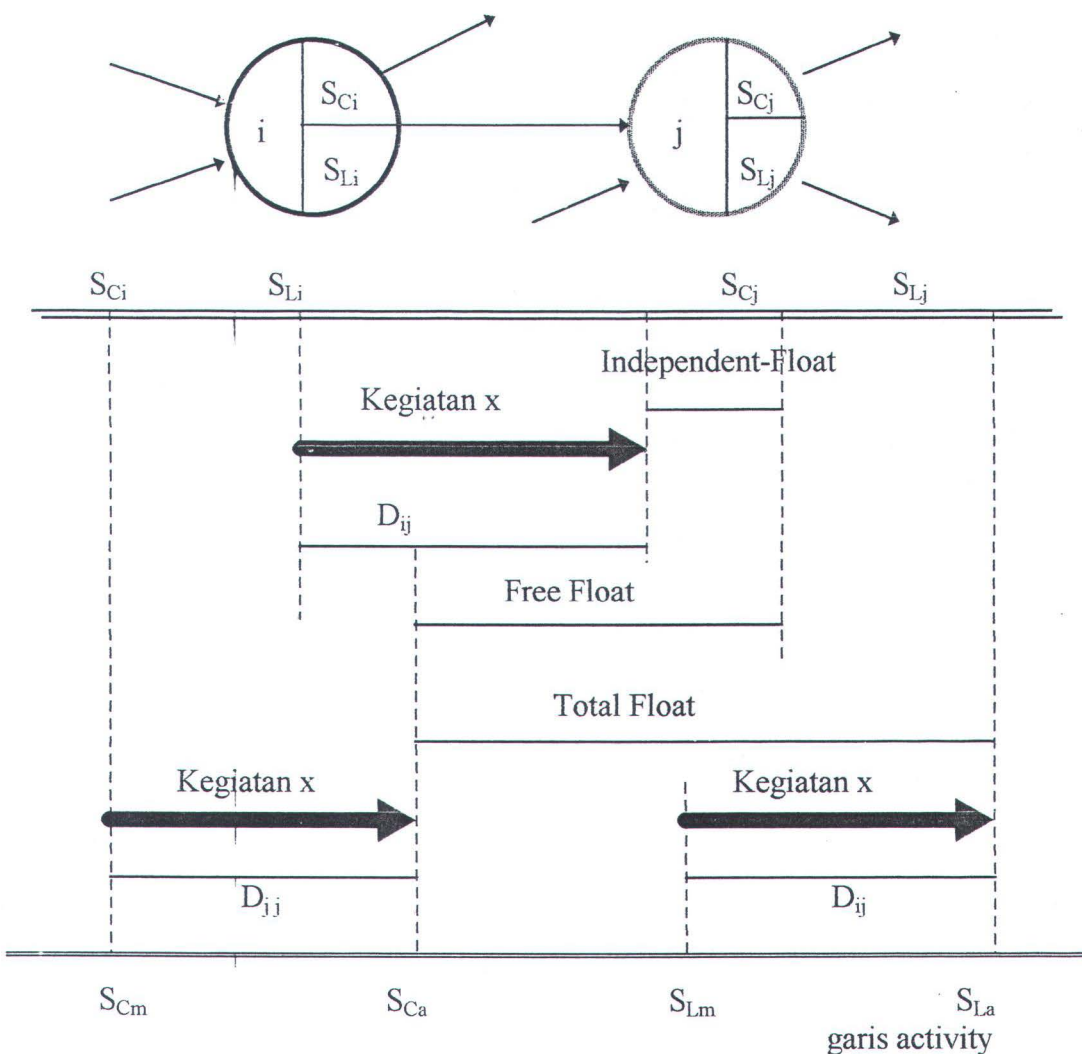 S_Ci
i
S_Li
S_Cj
j
S_Lj
S_Ci S_Li S_Cj S_Lj
Independent-Float
Kegiatan x
D_ij
Free Float
Total Float
Kegiatan x Kegiatan x
D_jj D_ij
S_Cm S_Ca S_Lm S_La
garis activity